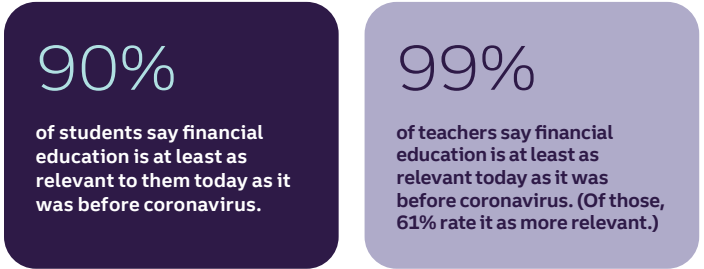 90%
of students say financial
education is at least as
relevant to them today as it
was before coronavirus.
99%
of teachers say financial
education is at least as
relevant today as it was
before coronavirus. (Of those,
61% rate it as more relevant.)